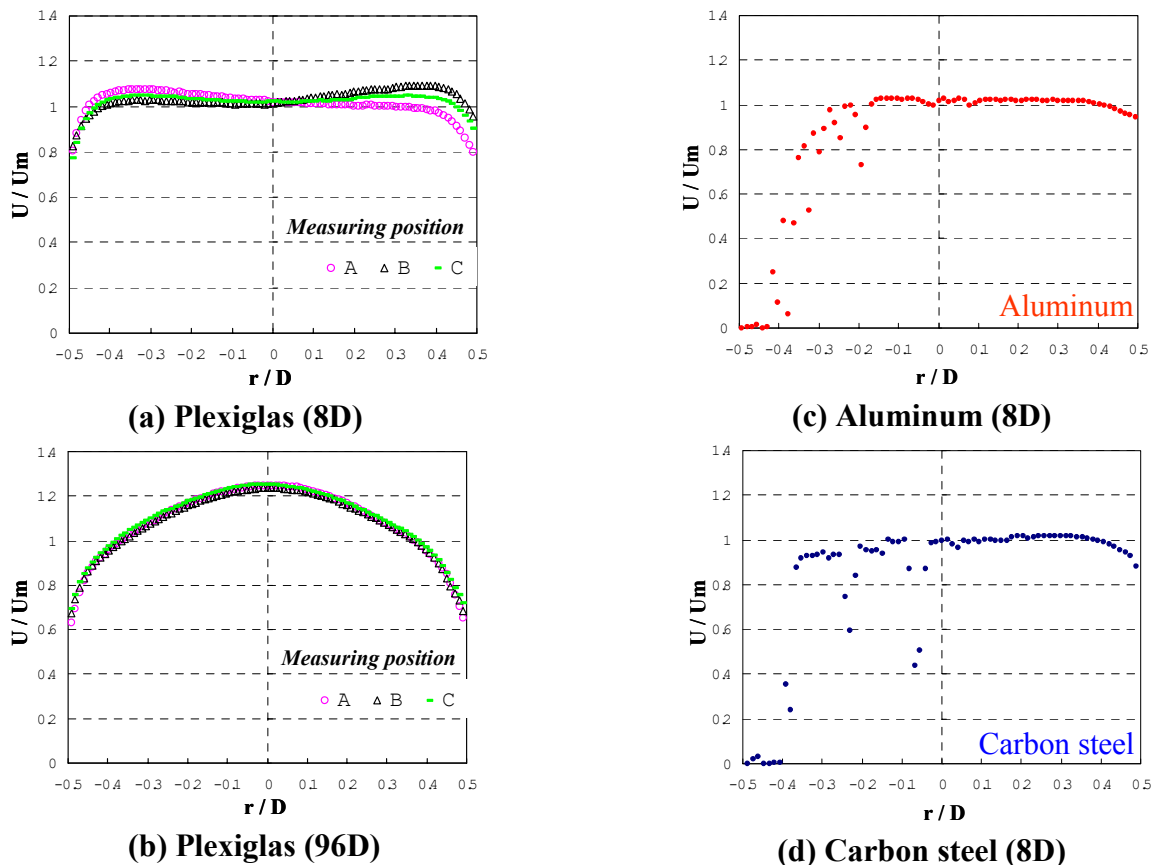 1.4
1.2
1
0.8
0.6
0.4
0.2
0
U / Um
Measuring position
A B C
-0.5 -0.4 -0.3 -0.2 -0.1 0 0.1 0.2 0.3 0.4 0.5
r / D
(a) Plexiglas (8D)
1.4
1.2
1
0.8
0.6
0.4
0.2
0
U / Um
Aluminum
-0.5 -0.4 -0.3 -0.2 -0.1 0 0.1 0.2 0.3 0.4 0.5
r / D
(c) Aluminum (8D)
1.4
1.2
1
0.8
0.6
0.4
0.2
0
U / Um
Measuring position
A B C
-0.5 -0.4 -0.3 -0.2 -0.1 0 0.1 0.2 0.3 0.4 0.5
r / D
(b) Plexiglas (96D)
1.4
1.2
1
0.8
0.6
0.4
0.2
0
U / Um
Carbon steel
-0.5 -0.4 -0.3 -0.2 -0.1 0 0.1 0.2 0.3 0.4 0.5
r / D
(d) Carbon steel (8D)